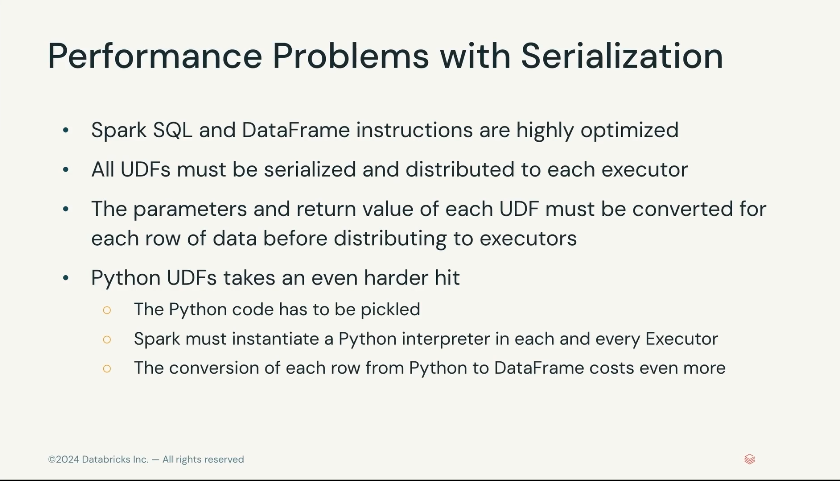 Performance Problems with Serialization
• Spark SQL and DataFrame instructions are highly optimized
• All UDFs must be serialized and distributed to each executor
• The parameters and return value of each UDF must be converted for
each row of data before distributing to executors
• Python UDFs takes an even harder hit
○ The Python code has to be pickled
○ Spark must instantiate a Python interpreter in each and every Executor
○ The conversion of each row from Python to DataFrame costs even more
©2024 Databricks Inc. — All rights reserved